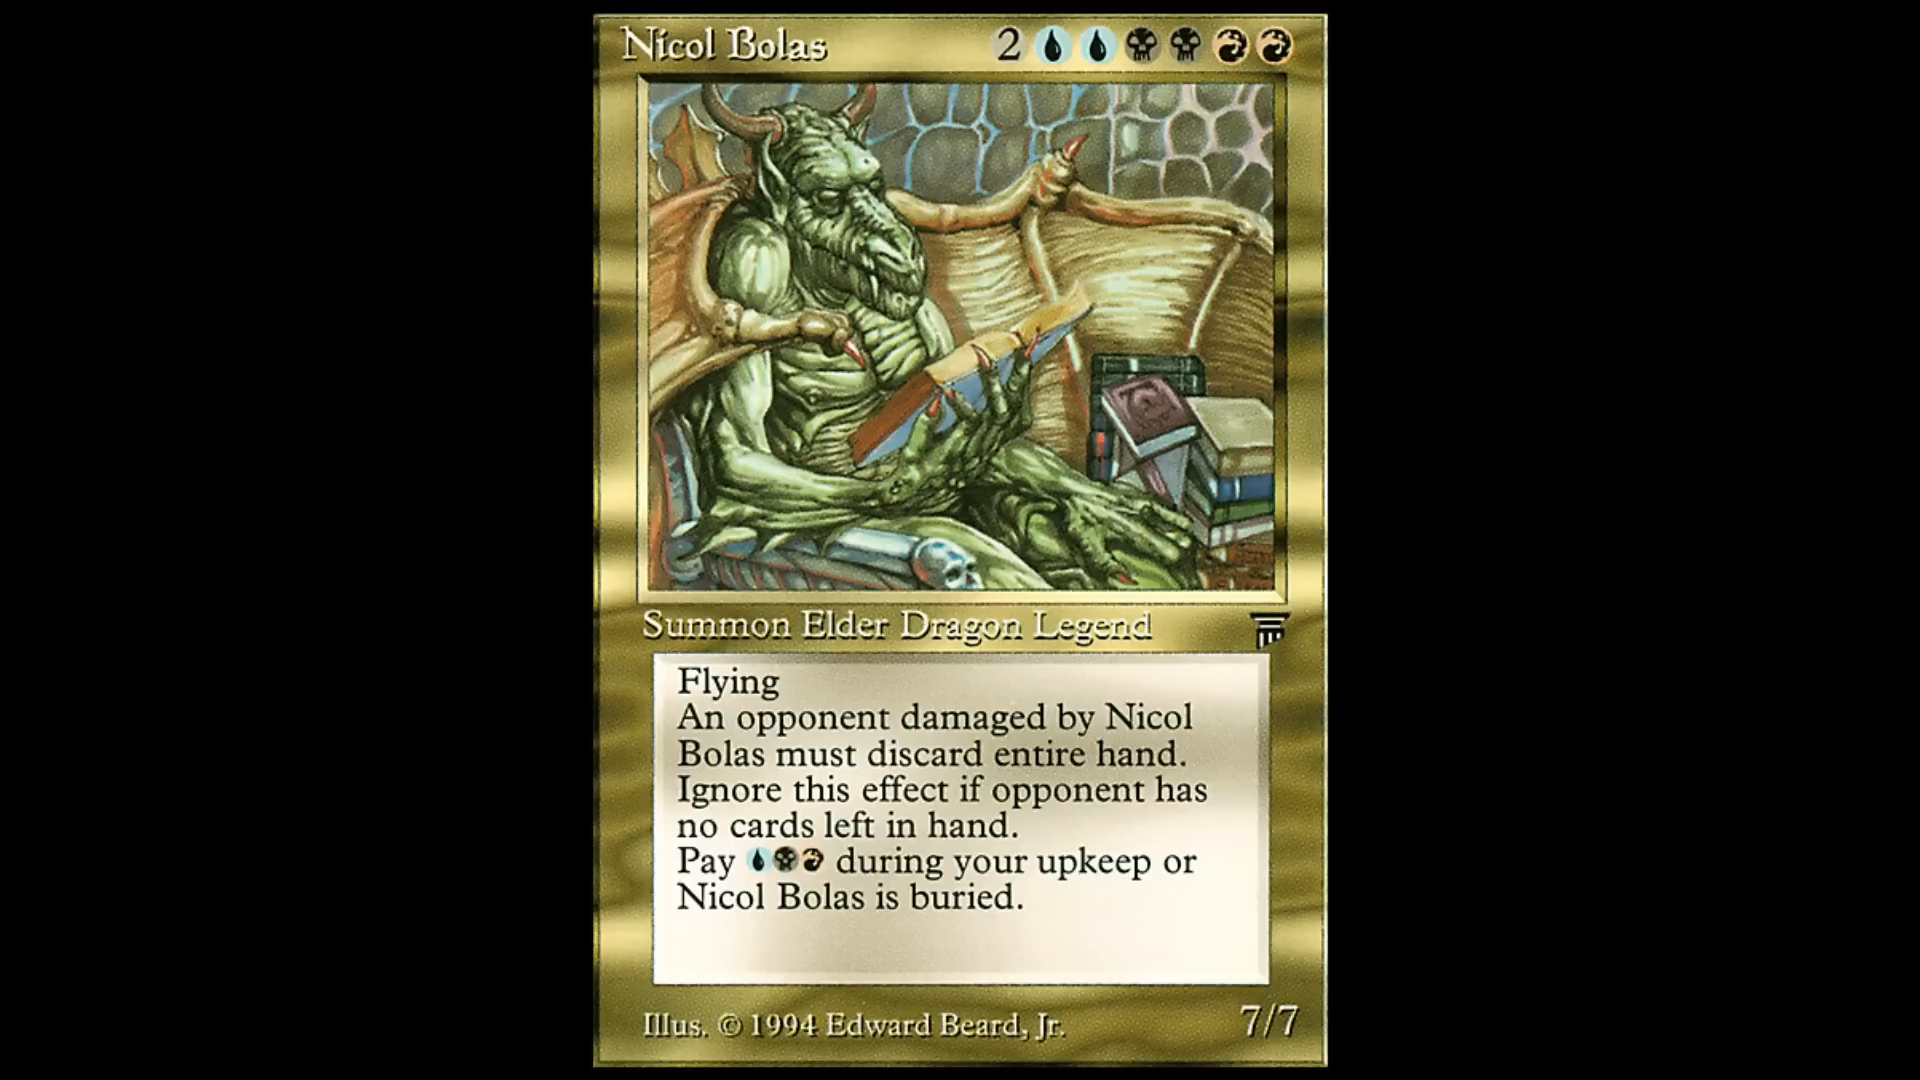 Nicol Bolas 2
Summon Elder Dragon Legend
Flying
An opponent damaged by Nicol
Bolas must discard entire hand.
Ignore this effect if opponent has
no cards left in hand.
Pay during your upkeep or
Nicol Bolas is buried.
Illus. © 1994 Edward Beard, Jr. 7/7